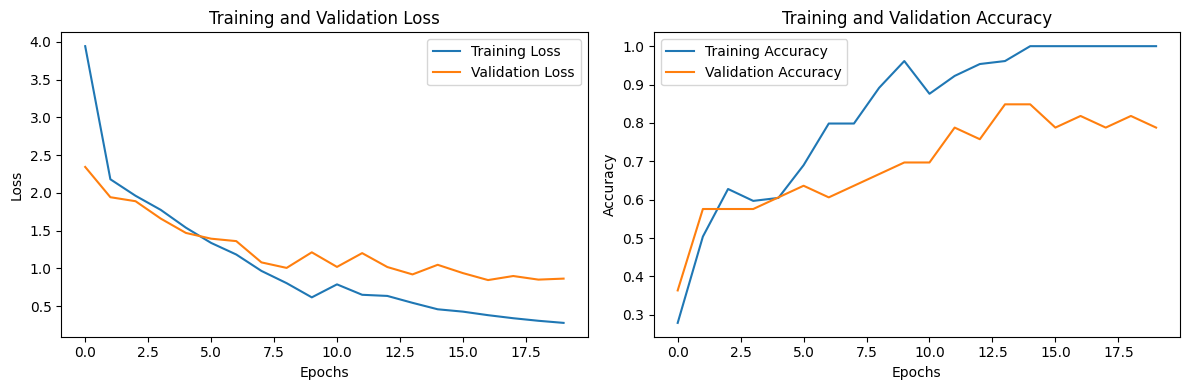 Training and Validation Loss
4.0
3.5
3.0
2.5
2.0
1.5
1.0
0.5
Loss
Training Loss
Validation Loss
0.0 2.5 5.0 7.5 10.0 12.5 15.0 17.5
Epochs
Training and Validation Accuracy
1.0
0.9
0.8
0.7
0.6
0.5
0.4
0.3
Accuracy
Training Accuracy
Validation Accuracy
0.0 2.5 5.0 7.5 10.0 12.5 15.0 17.5
Epochs